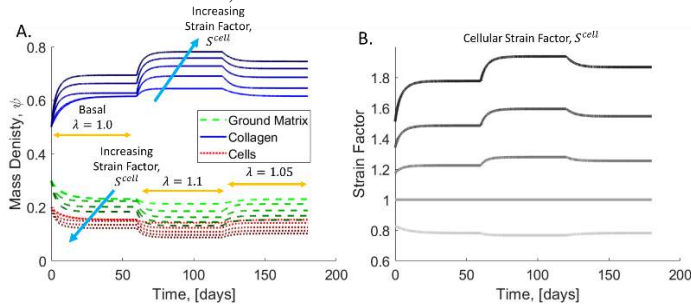 A.
Increasing
Strain Factor,
S^cell
Mass Denisty, ψ
0.8
0.6
0.4
0.2
0
Basal
λ = 1.0
Increasing
Strain Factor,
S^cell
λ = 1.1
λ = 1.05
Ground Matrix
Collagen
Cells
0 50 100 150 200
Time, [days]
B.
Cellular Strain Factor, S^cell
Strain Factor
1.8
1.6
1.4
1.2
1
0.8
0.6
0 50 100 150 200
Time, [days]